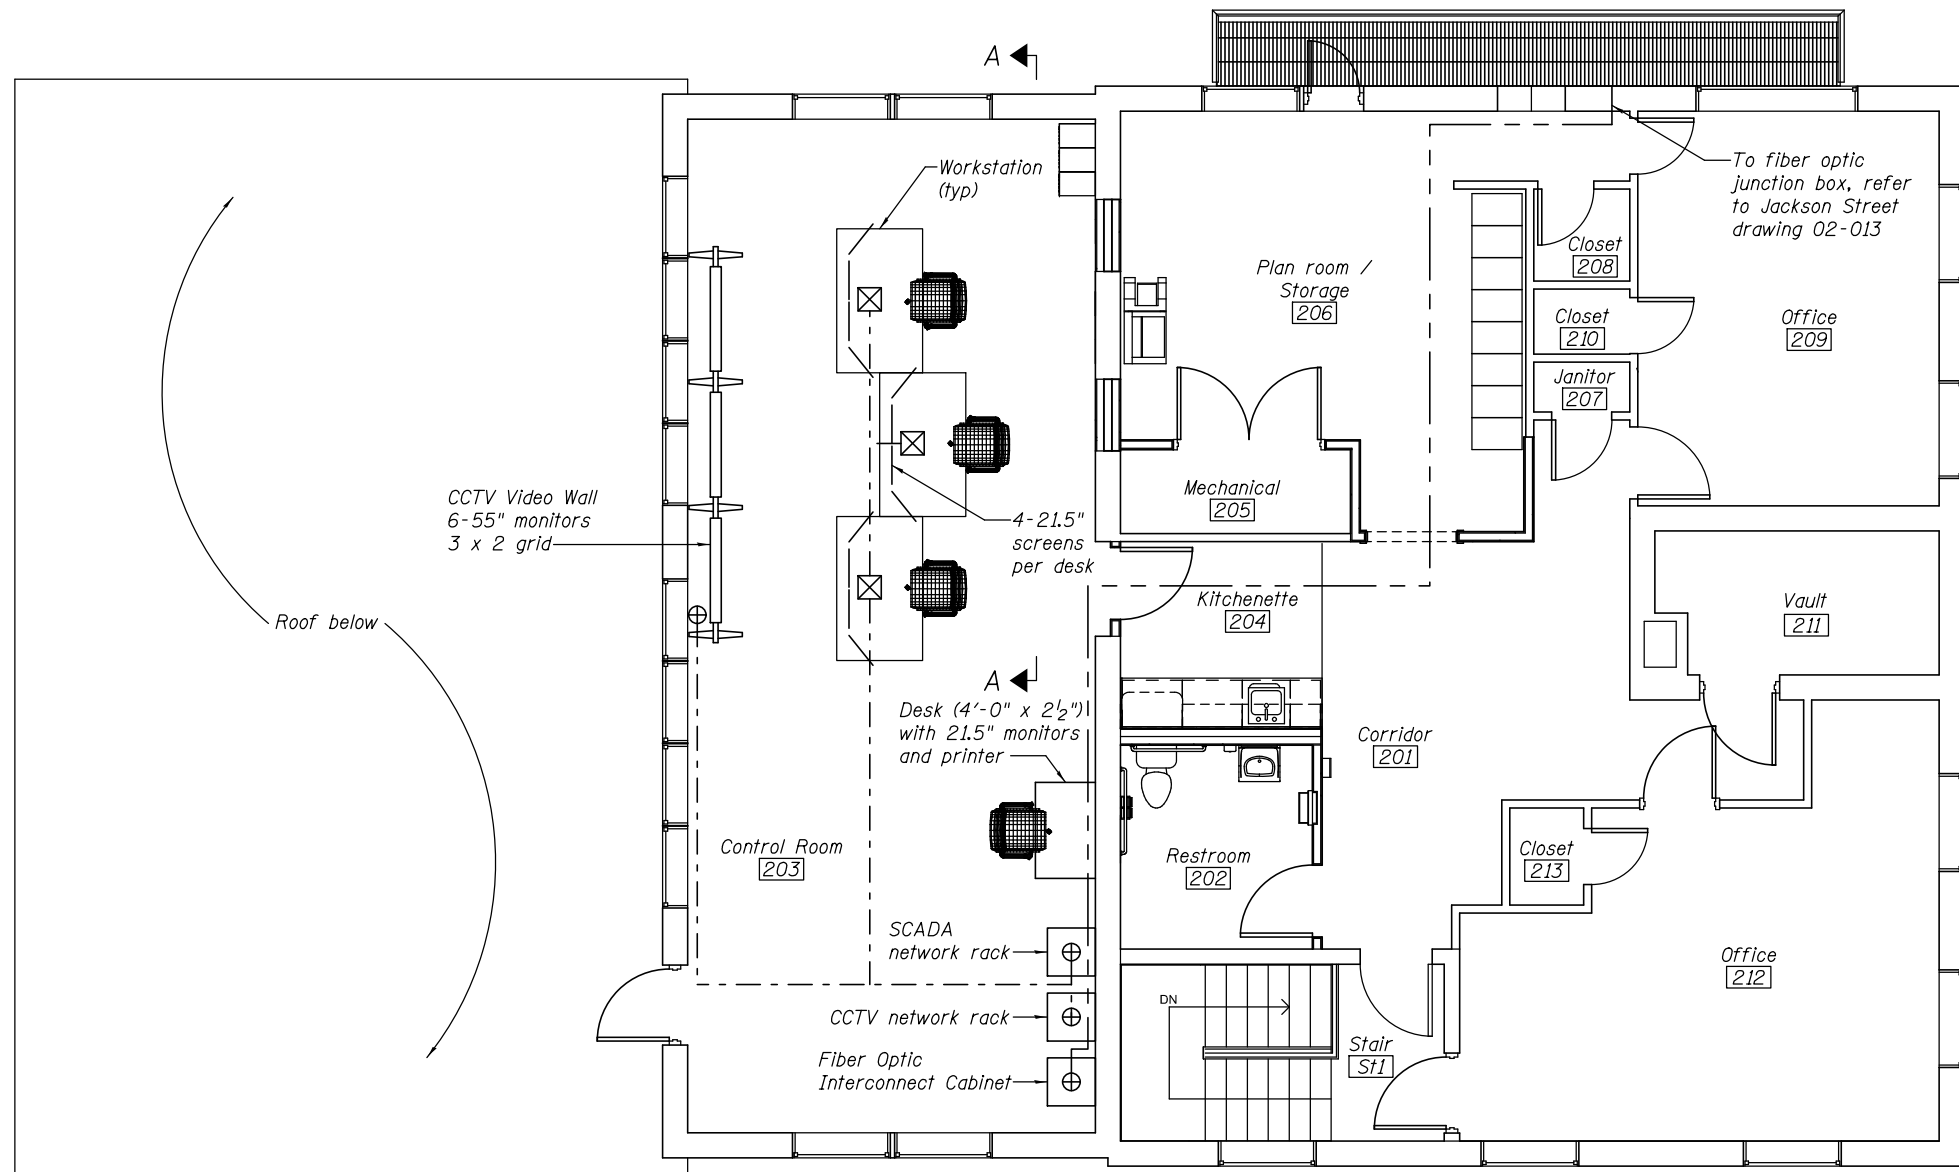 A
Workstation
(typ)
To fiber optic
junction box, refer
to Jackson Street
drawing 02-013
Closet
208
Plan room /
Storage
206
Closet
210
Office
209
Janitor
207
CCTV Video Wall
6-55" monitors
3 x 2 grid
4-21.5"
screens
per desk
Mechanical
205
Roof below
Kitchenette
204
Vault
211
A
Desk (4'-0" x 2½")
with 21.5" monitors
and printer
Corridor
201
Control Room
203
Restroom
202
Closet
213
SCADA
network rack
Office
212
DN
CCTV network rack
Stair
St1
Fiber Optic
Interconnect Cabinet